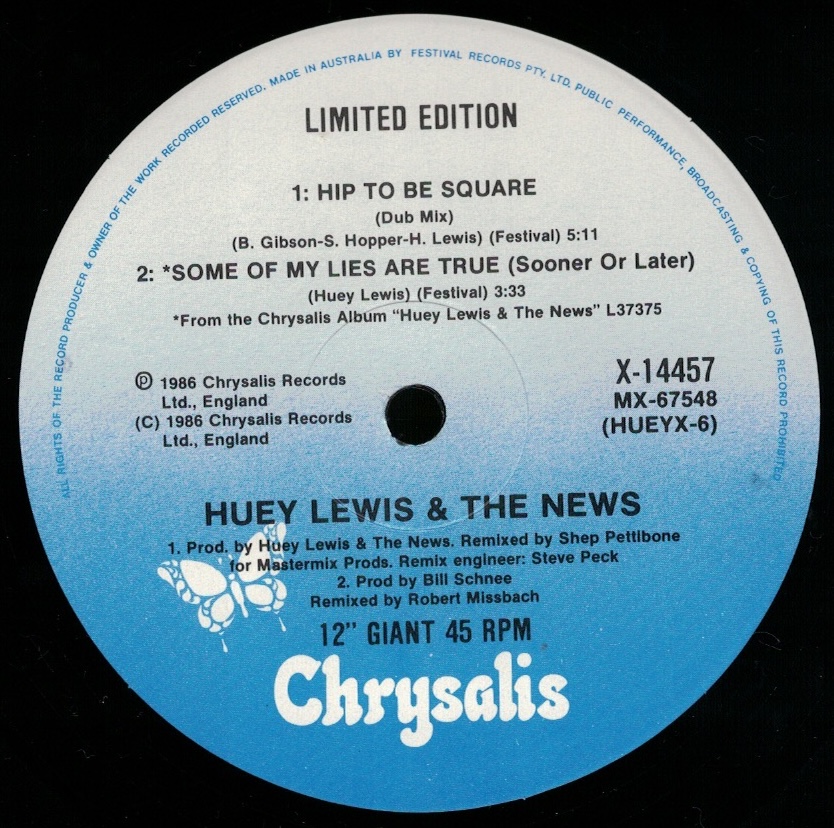 ALL RIGHTS OF THE RECORD PRODUCER & OWNER OF THE WORK RECORDED RESERVED. MADE IN AUSTRALIA BY FESTIVAL RECORDS PTY. LTD. PUBLIC PERFORMANCE, BROADCASTING & COPYING OF THIS RECORD PROHIBITED
LIMITED EDITION
1: HIP TO BE SQUARE
(Dub Mix)
(B. Gibson-S. Hopper-H. Lewis) (Festival) 5:11
2: *SOME OF MY LIES ARE TRUE (Sooner Or Later)
(Huey Lewis) (Festival) 3:33
*From the Chrysalis Album "Huey Lewis & The News" L37375
℗ 1986 Chrysalis Records
Ltd., England
(C) 1986 Chrysalis Records
Ltd., England
X-14457
MX-67548
(HUEYX-6)
HUEY LEWIS & THE NEWS
1. Prod. by Huey Lewis & The News. Remixed by Shep Pettibone
for Mastermix Prods. Remix engineer: Steve Peck
2. Prod by Bill Schnee
Remixed by Robert Missbach
12" GIANT 45 RPM
Chrysalis